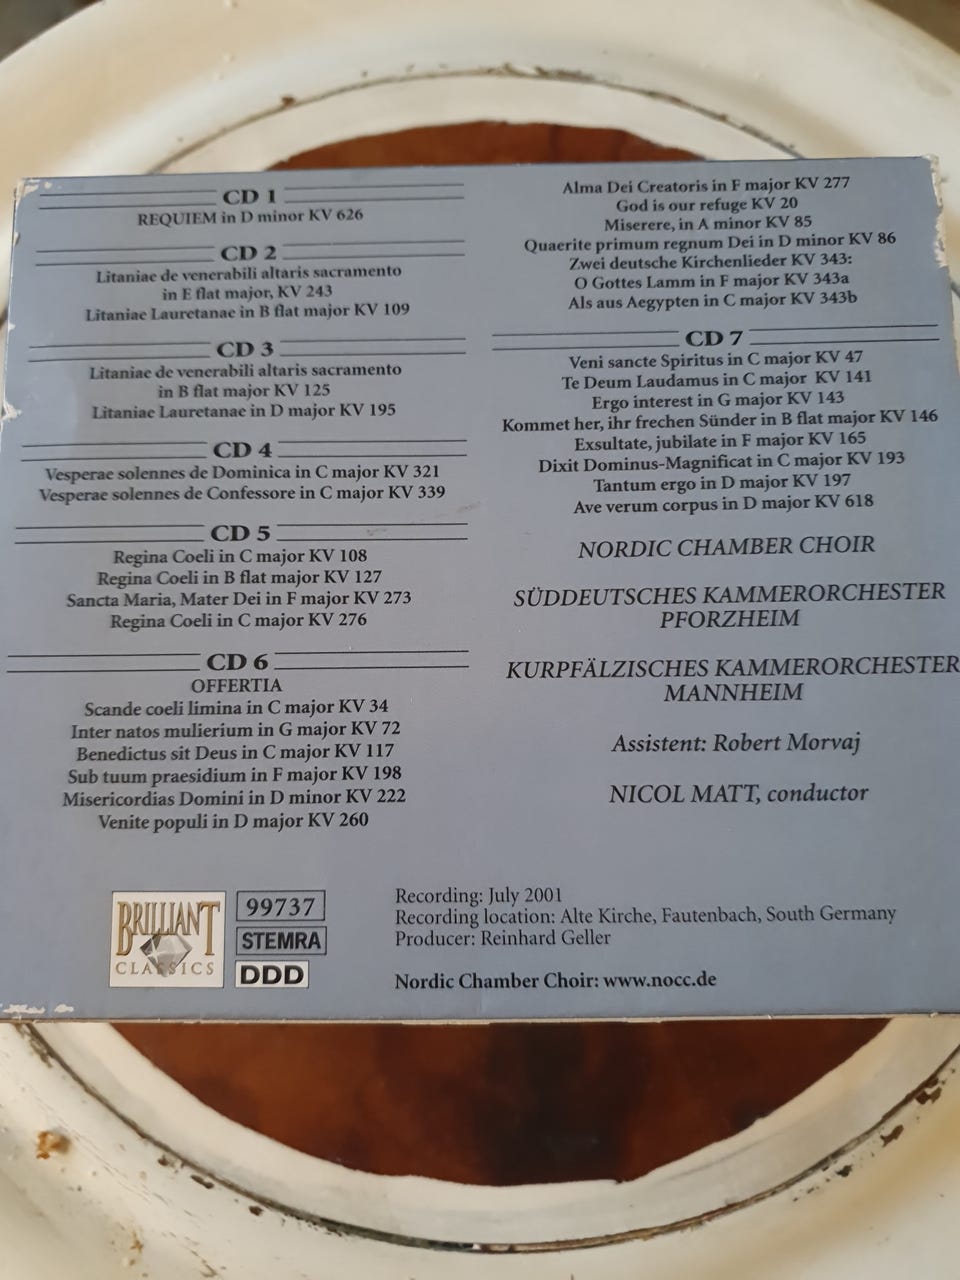 CD 1
REQUIEM in D minor KV 626
CD 2
Litaniae de venerabili altaris sacramento
in E flat major, KV 243
Litaniae Lauretanae in B flat major KV 109
CD 3
Litaniae de venerabili altaris sacramento
in B flat major KV 125
Litaniae Lauretanae in D major KV 195
CD 4
Vesperae solennes de Dominica in C major KV 321
Vesperae solennes de Confessore in C major KV 339
CD 5
Regina Coeli in C major KV 108
Regina Coeli in B flat major KV 127
Sancta Maria, Mater Dei in F major KV 273
Regina Coeli in C major KV 276
CD 6
OFFERTIA
Scande coeli limina in C major KV 34
Inter natos mulierium in G major KV 72
Benedictus sit Deus in C major KV 117
Sub tuum praesidium in F major KV 198
Misericordias Domini in D minor KV 222
Venite populi in D major KV 260
Alma Dei Creatoris in F major KV 277
God is our refuge KV 20
Miserere, in A minor KV 85
Quaerite primum regnum Dei in D minor KV 86
Zwei deutsche Kirchenlieder KV 343:
O Gottes Lamm in F major KV 343a
Als aus Aegypten in C major KV 343b
CD 7
Veni sancte Spiritus in C major KV 47
Te Deum Laudamus in C major KV 141
Ergo interest in G major KV 143
Kommet her, ihr frechen Sünder in B flat major KV 146
Exsultate, jubilate in F major KV 165
Dixit Dominus-Magnificat in C major KV 193
Tantum ergo in D major KV 197
Ave verum corpus in D major KV 618
NORDIC CHAMBER CHOIR
SÜDDEUTSCHES KAMMERORCHESTER
PFORZHEIM
KURPFÄLZISCHES KAMMERORCHESTER
MANNHEIM
Assistent: Robert Morvaj
NICOL MATT, conductor
BRILLIANT
CLASSICS
99737
STEMRA
DDD
Recording: July 2001
Recording location: Alte Kirche, Fautenbach, South Germany
Producer: Reinhard Geller
Nordic Chamber Choir: www.nocc.de